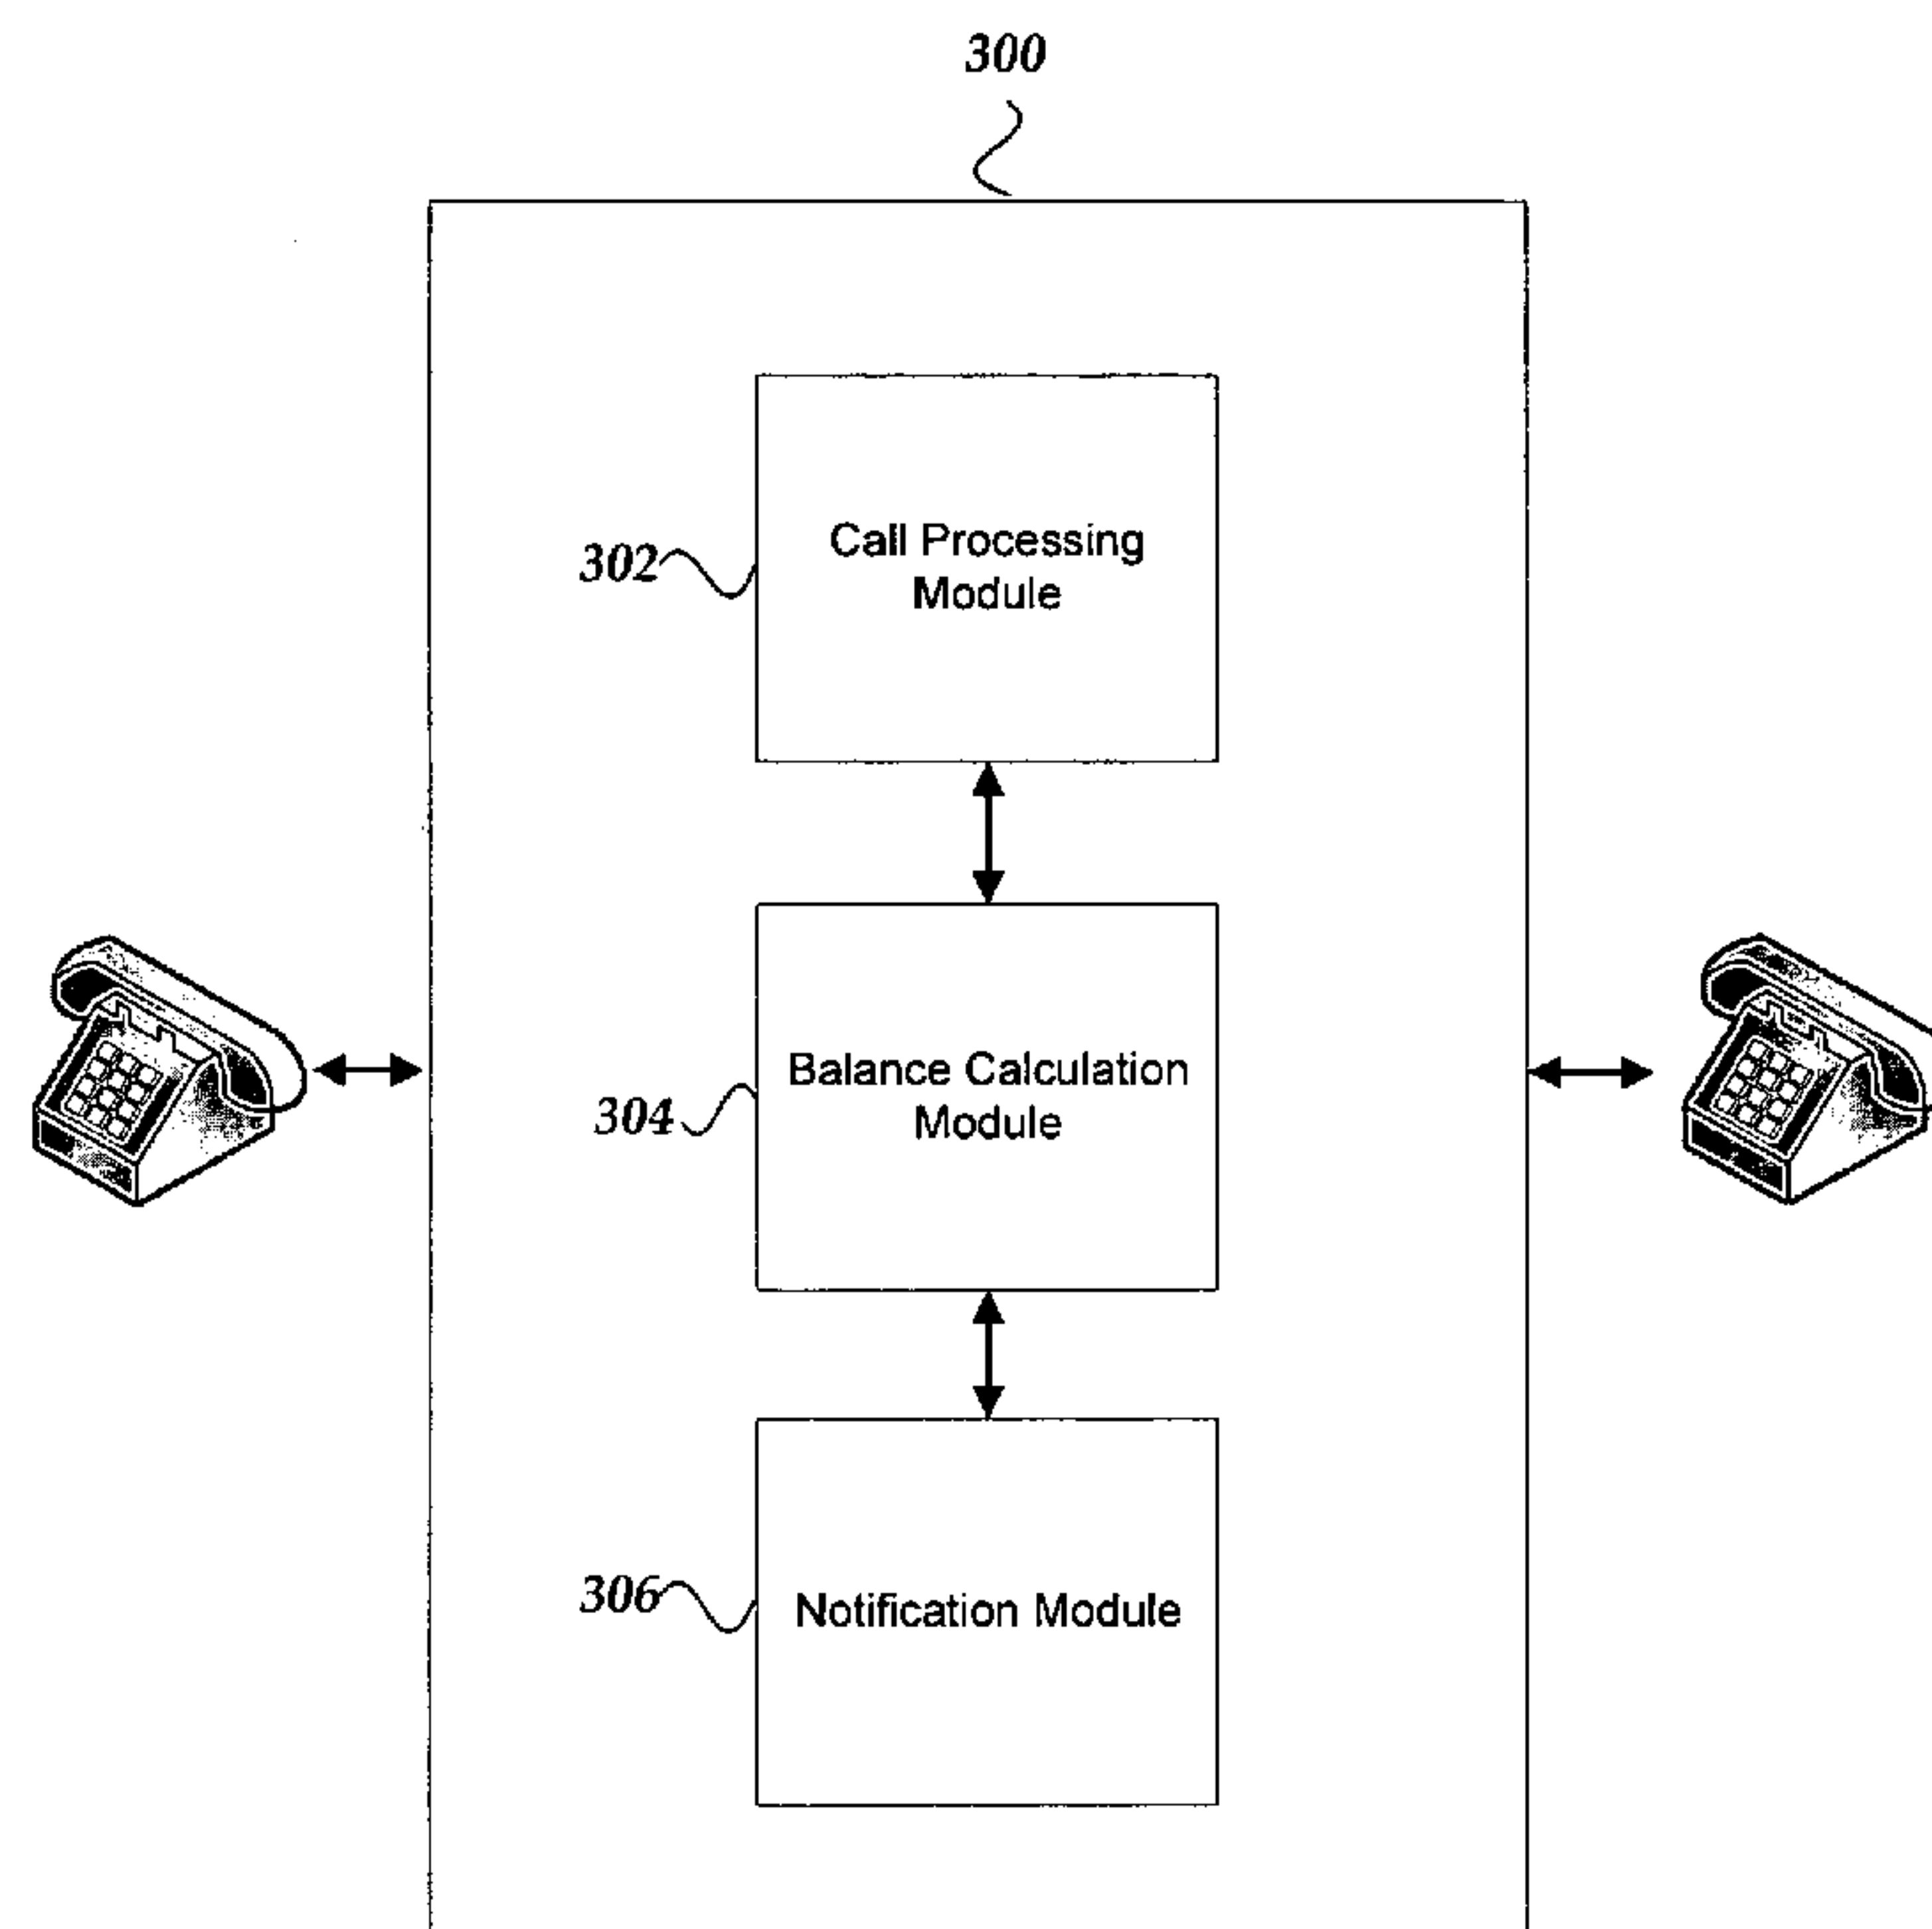 300
302
Call Processing
Module
304
Balance Calculation
Module
306
Notification Module